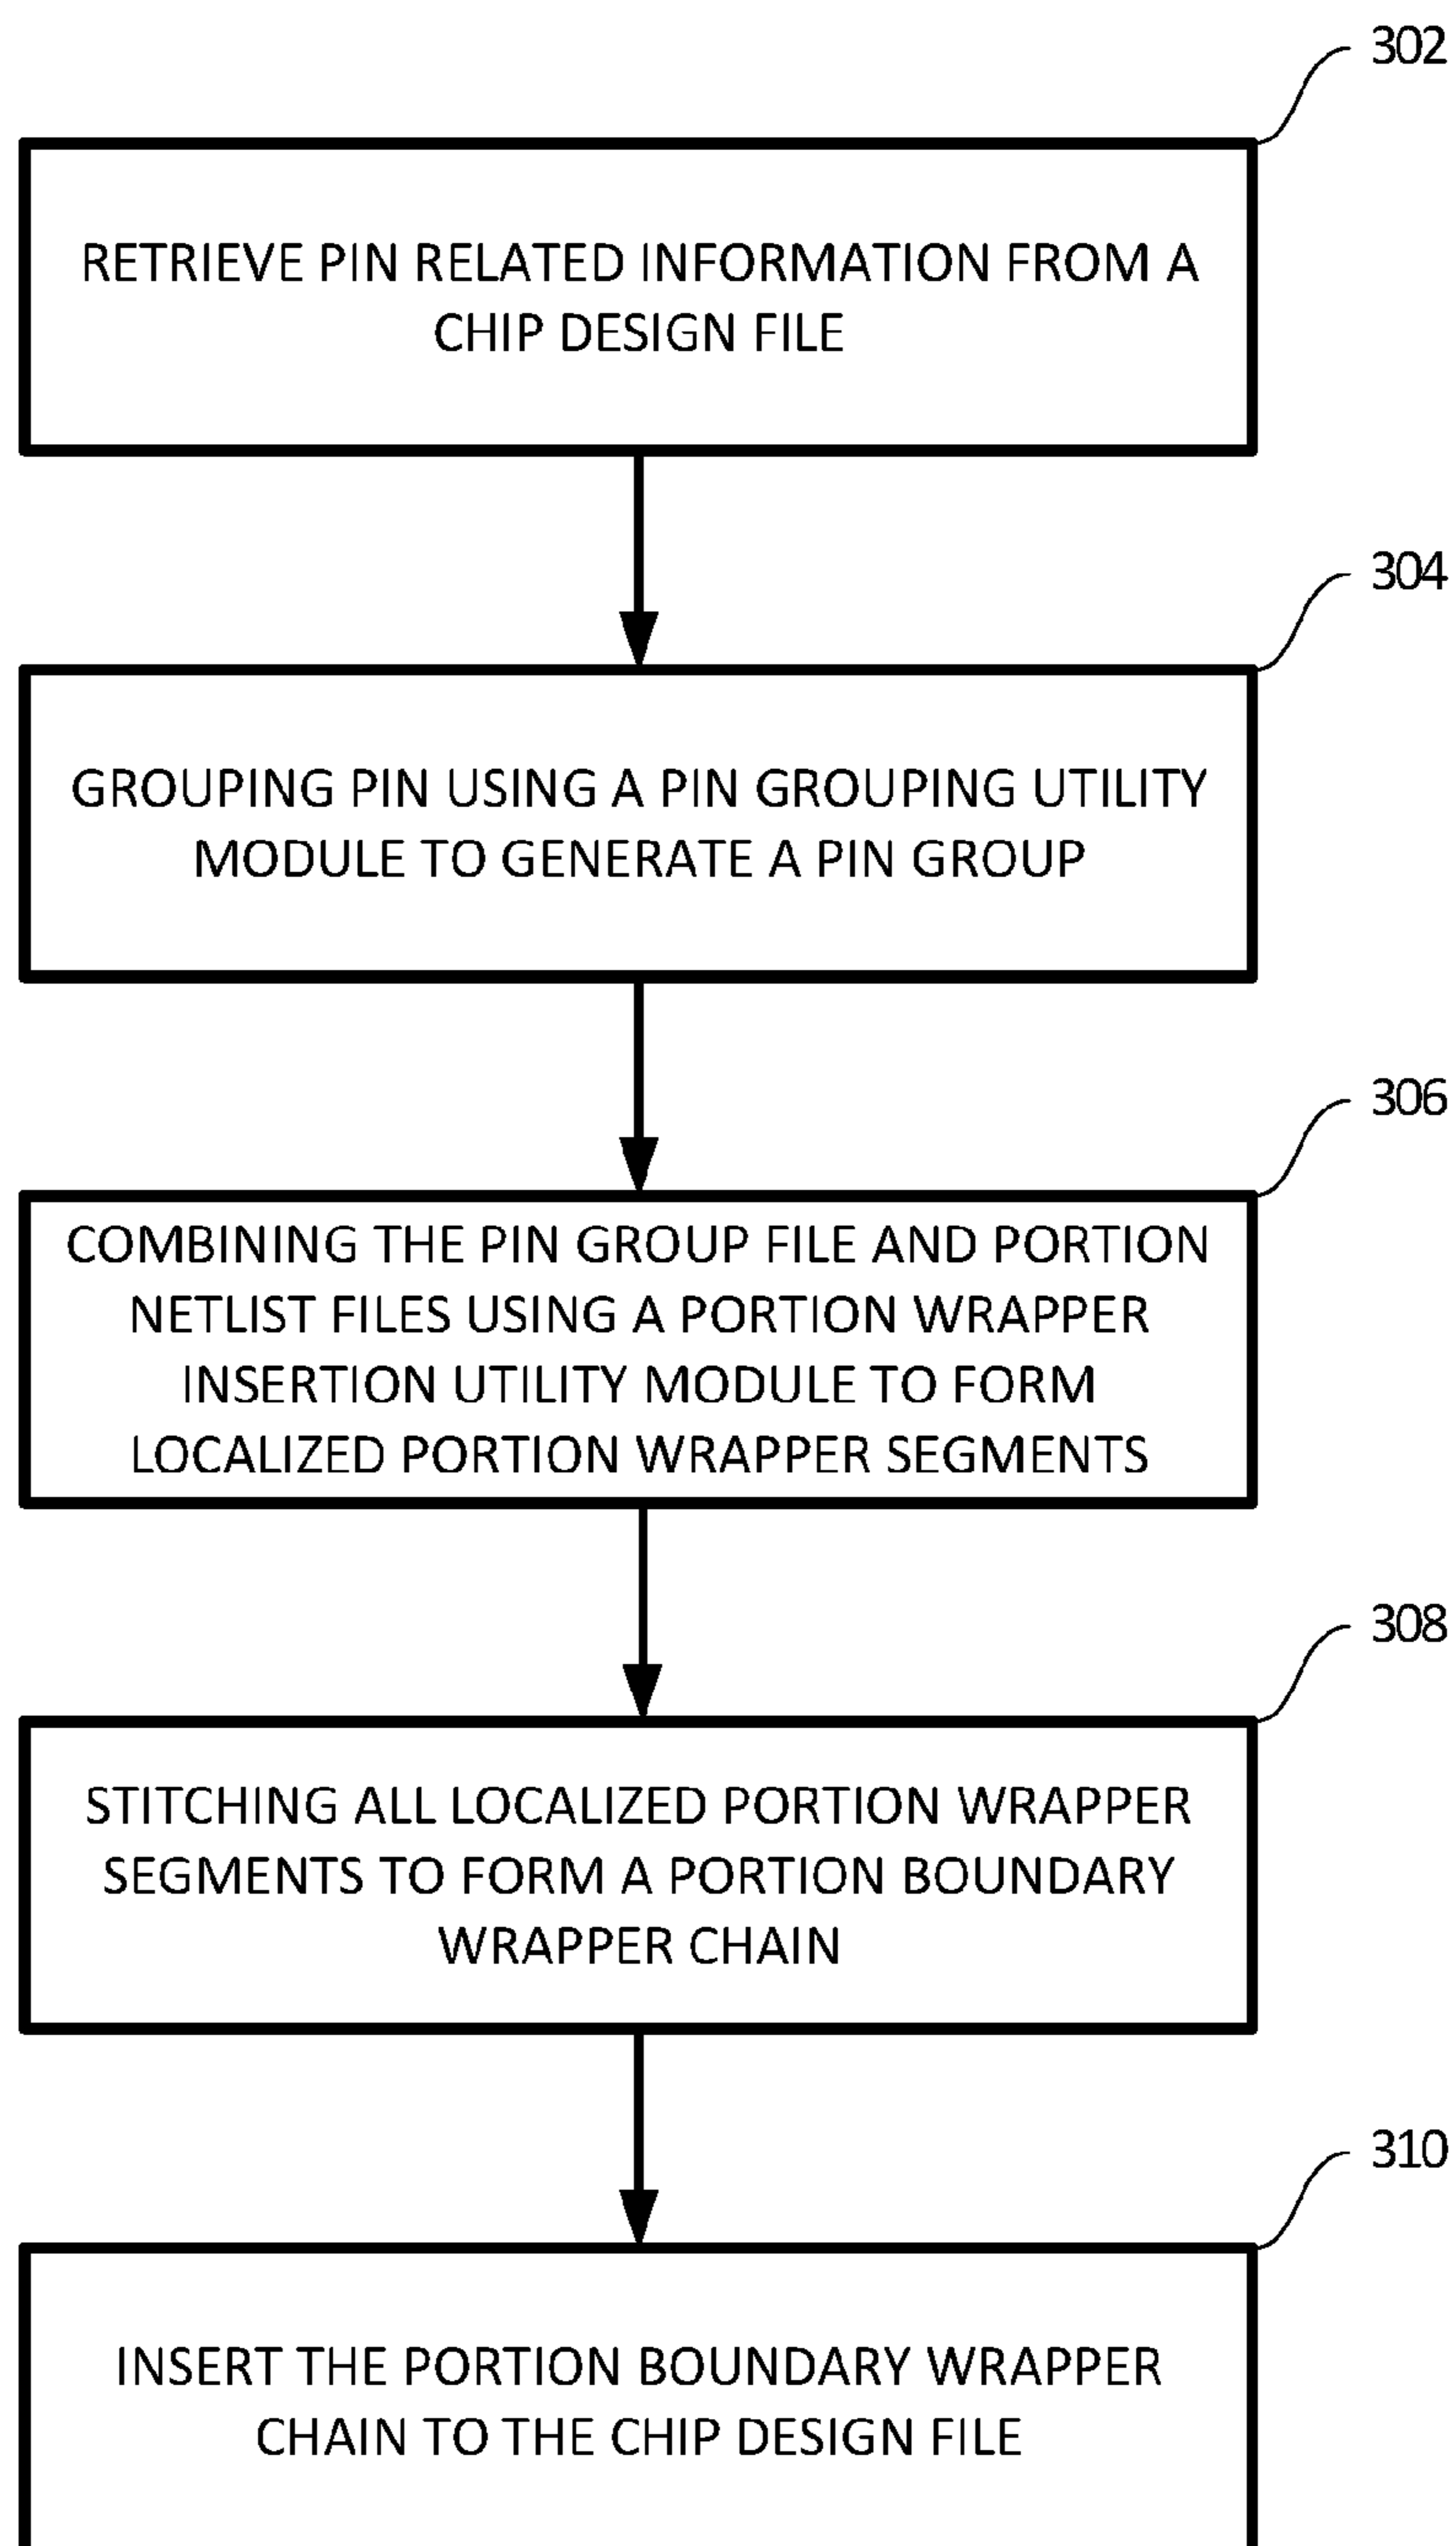 302
RETRIEVE PIN RELATED INFORMATION FROM A
CHIP DESIGN FILE
304
GROUPING PIN USING A PIN GROUPING UTILITY
MODULE TO GENERATE A PIN GROUP
306
COMBINING THE PIN GROUP FILE AND PORTION
NETLIST FILES USING A PORTION WRAPPER
INSERTION UTILITY MODULE TO FORM
LOCALIZED PORTION WRAPPER SEGMENTS
308
STITCHING ALL LOCALIZED PORTION WRAPPER
SEGMENTS TO FORM A PORTION BOUNDARY
WRAPPER CHAIN
310
INSERT THE PORTION BOUNDARY WRAPPER
CHAIN TO THE CHIP DESIGN FILE